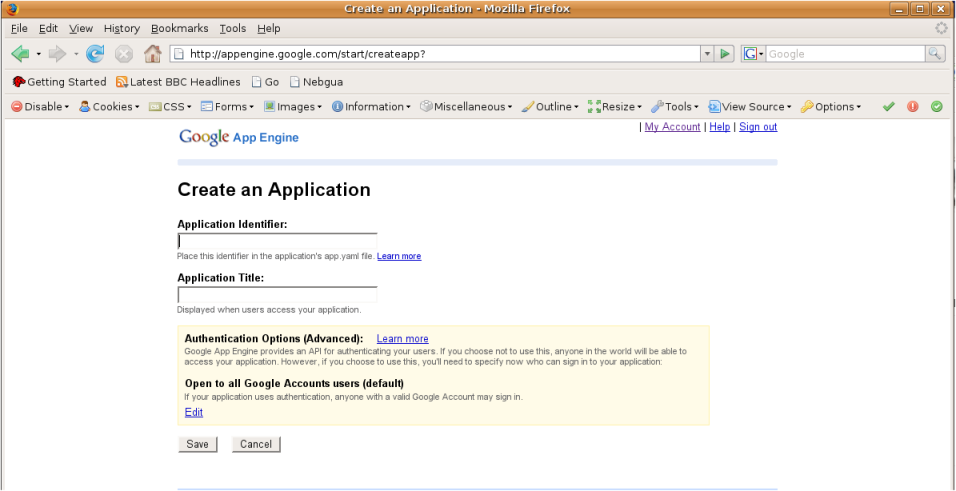 Create an Application - Mozilla Firefox
File Edit View History Bookmarks Tools Help
http://appengine.google.com/start/createapp?
G Google
Getting Started Latest BBC Headlines Go Nebgua
Disable Cookies CSS Forms Images Information Miscellaneous Outline Resize Tools View Source Options
| My Account | Help | Sign out
Google App Engine
Create an Application
Application Identifier:
Place this identifier in the application's app.yaml file. Learn more
Application Title:
Displayed when users access your application.
Authentication Options (Advanced): Learn more
Google App Engine provides an API for authenticating your users. If you choose not to use this, anyone in the world will be able to
access your application. However, if you choose to use this, you'll need to specify now who can sign in to your application:
Open to all Google Accounts users (default)
If your application uses authentication, anyone with a valid Google Account may sign in.
Edit
Save Cancel